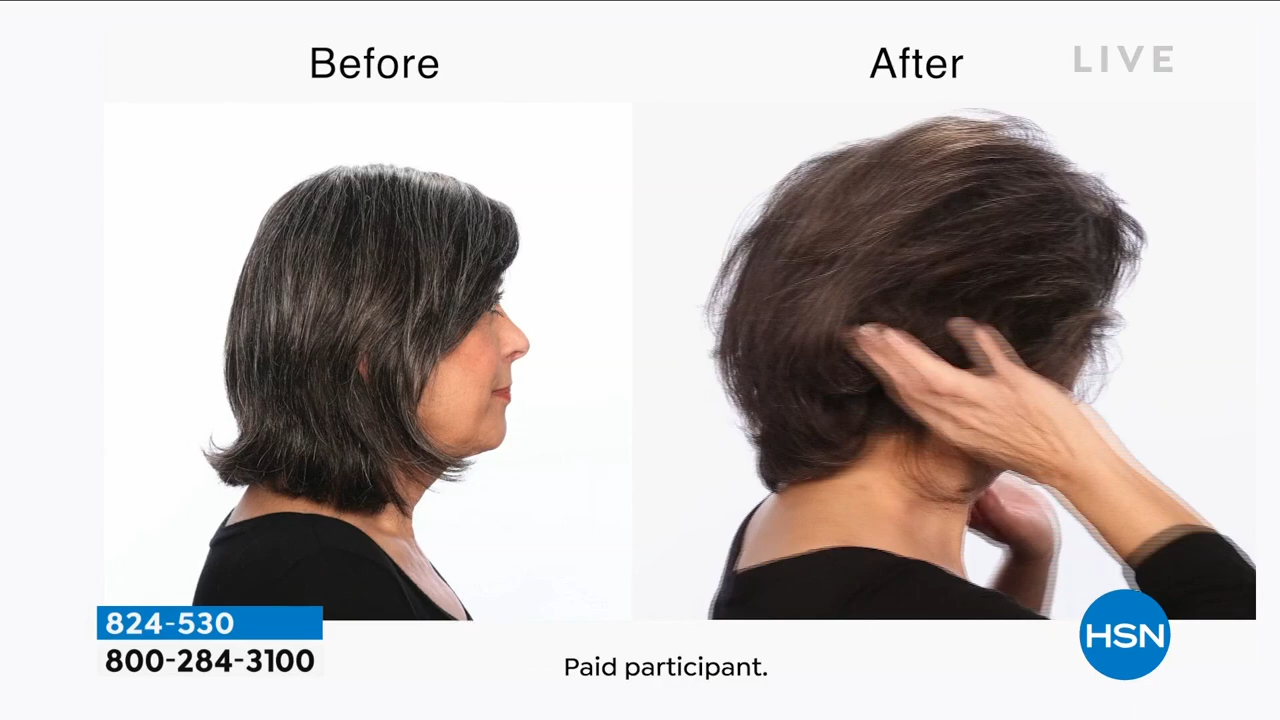 Before
After
LIVE
824-530
800-284-3100
Paid participant.
HSN